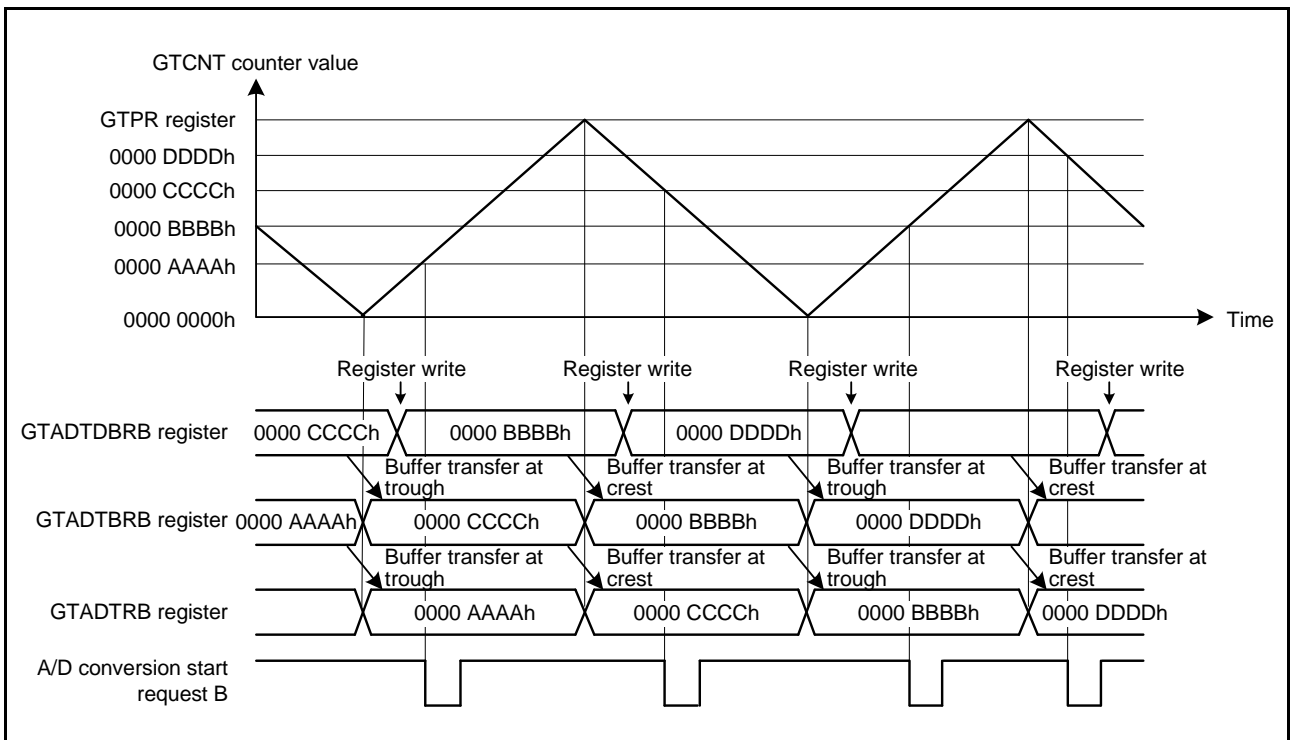 GTCNT counter value
GTPR register
0000 DDDDh
0000 CCCCh
0000 BBBBh
0000 AAAAh
0000 0000h
Time
Register write Register write Register write Register write
GTADTDBRB register 0000 CCCCh 0000 BBBBh 0000 DDDDh
Buffer transfer at Buffer transfer at Buffer transfer at Buffer transfer at
trough crest trough crest
GTADTBRB register 0000 AAAAh 0000 CCCCh 0000 BBBBh 0000 DDDDh
Buffer transfer at Buffer transfer at Buffer transfer at Buffer transfer at
trough crest trough crest
GTADTRB register 0000 AAAAh 0000 CCCCh 0000 BBBBh 0000 DDDDh
A/D conversion start
request B